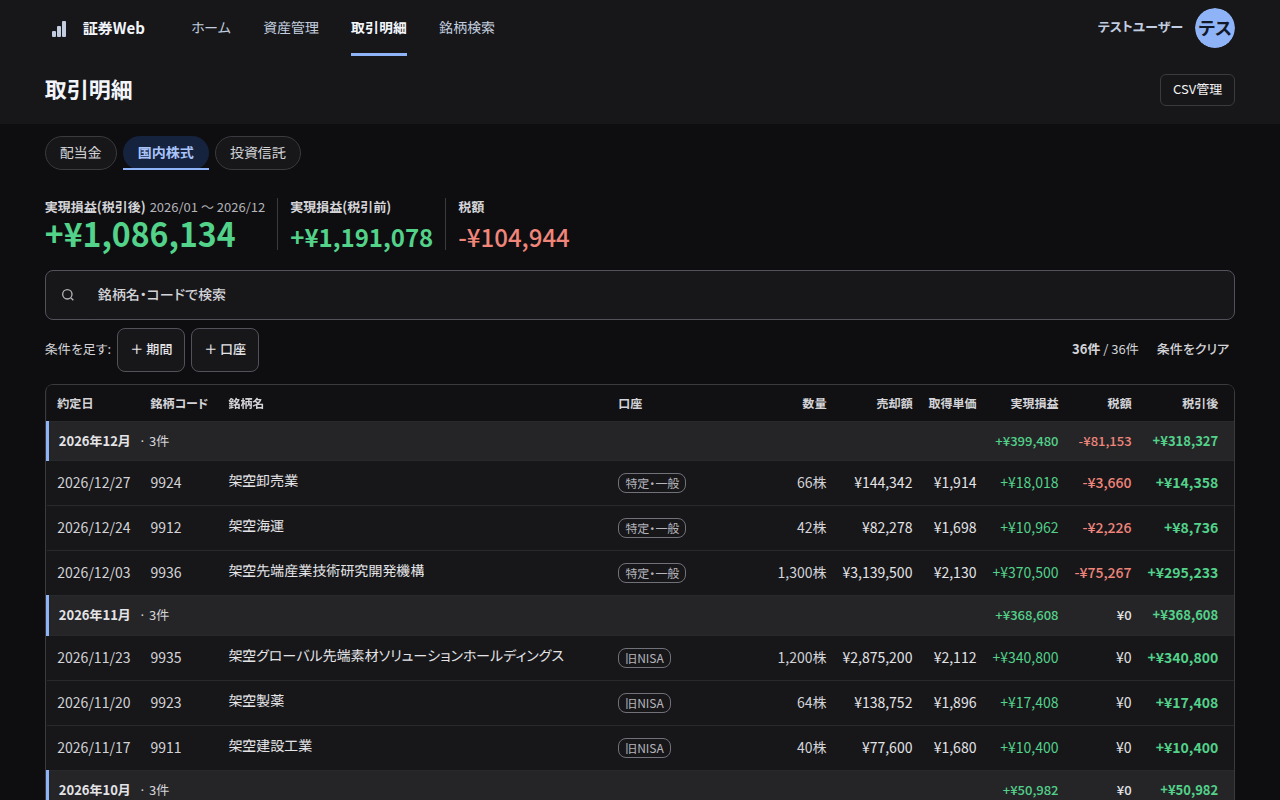 証券Web ホーム 資産管理 取引明細 銘柄検索 テストユーザー テス
取引明細 CSV管理
配当金 国内株式 投資信託
実現損益(税引後) 2026/01 〜 2026/12 実現損益(税引前) 税額
+¥1,086,134 +¥1,191,078 -¥104,944
銘柄名・コードで検索
条件を足す: ＋ 期間 ＋ 口座 36件 / 36件 条件をクリア
約定日 銘柄コード 銘柄名 口座 数量 売却額 取得単価 実現損益 税額 税引後
2026年12月 · 3件 +¥399,480 -¥81,153 +¥318,327
2026/12/27 9924 架空卸売業 特定・一般 66株 ¥144,342 ¥1,914 +¥18,018 -¥3,660 +¥14,358
2026/12/24 9912 架空海運 特定・一般 42株 ¥82,278 ¥1,698 +¥10,962 -¥2,226 +¥8,736
2026/12/03 9936 架空先端産業技術研究開発機構 特定・一般 1,300株 ¥3,139,500 ¥2,130 +¥370,500 -¥75,267 +¥295,233
2026年11月 · 3件 +¥368,608 ¥0 +¥368,608
2026/11/23 9935 架空グローバル先端素材ソリューションホールディングス 旧NISA 1,200株 ¥2,875,200 ¥2,112 +¥340,800 ¥0 +¥340,800
2026/11/20 9923 架空製薬 旧NISA 64株 ¥138,752 ¥1,896 +¥17,408 ¥0 +¥17,408
2026/11/17 9911 架空建設工業 旧NISA 40株 ¥77,600 ¥1,680 +¥10,400 ¥0 +¥10,400
2026年10月 · 3件 +¥50,982 ¥0 +¥50,982